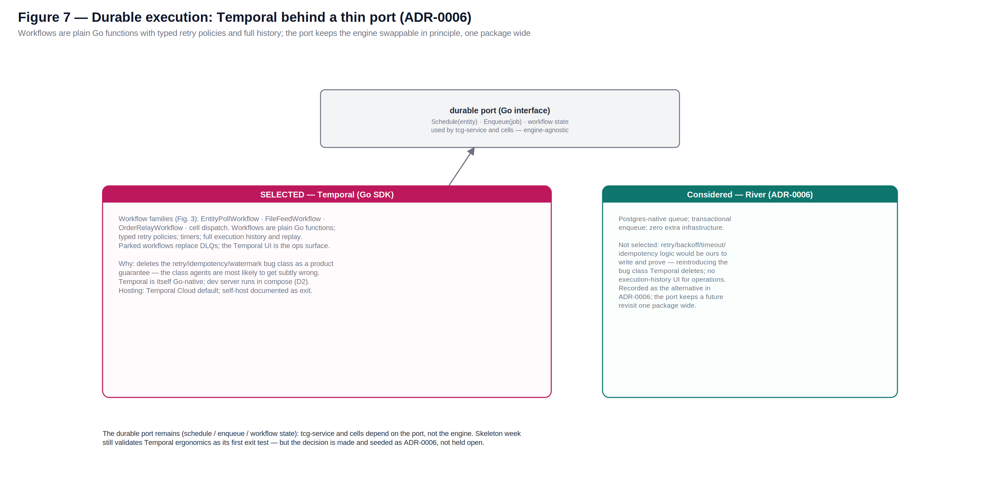 Figure 7 — Durable execution: Temporal behind a thin port (ADR-0006)
Workflows are plain Go functions with typed retry policies and full history; the port keeps the engine swappable in principle, one package wide
durable port (Go interface)
Schedule(entity) · Enqueue(job) · workflow state
used by tcg-service and cells — engine-agnostic
SELECTED — Temporal (Go SDK)
Workflow families (Fig. 3): EntityPollWorkflow · FileFeedWorkflow ·
OrderRelayWorkflow · cell dispatch. Workflows are plain Go functions;
typed retry policies; timers; full execution history and replay.
Parked workflows replace DLQs; the Temporal UI is the ops surface.
Why: deletes the retry/idempotency/watermark bug class as a product
guarantee — the class agents are most likely to get subtly wrong.
Temporal is itself Go-native; dev server runs in compose (D2).
Hosting: Temporal Cloud default; self-host documented as exit.
Considered — River (ADR-0006)
Postgres-native queue; transactional
enqueue; zero extra infrastructure.
Not selected: retry/backoff/timeout/
idempotency logic would be ours to
write and prove — reintroducing the
bug class Temporal deletes; no
execution-history UI for operations.
Recorded as the alternative in
ADR-0006; the port keeps a future
revisit one package wide.
The durable port remains (schedule / enqueue / workflow state): tcg-service and cells depend on the port, not the engine. Skeleton week
still validates Temporal ergonomics as its first exit test — but the decision is made and seeded as ADR-0006, not held open.